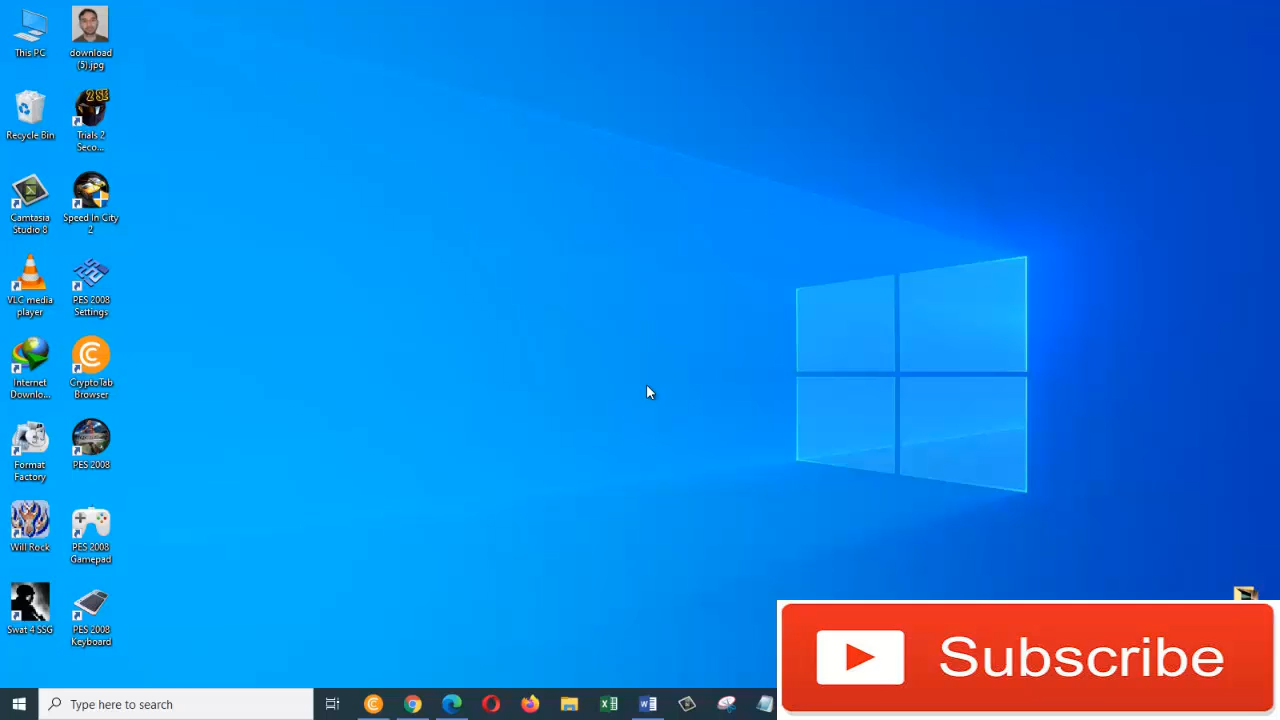 This PC
download
(5).jpg
Recycle Bin
Trials 2
Seco...
Camtasia
Studio 8
Speed In City
2
VLC media
player
PES 2008
Settings
Internet
Downlo...
CryptoTab
Browser
Format
Factory
PES 2008
Will Rock
PES 2008
Gamepad
Swat 4 SSG
PES 2008
Keyboard
Type here to search
Subscribe